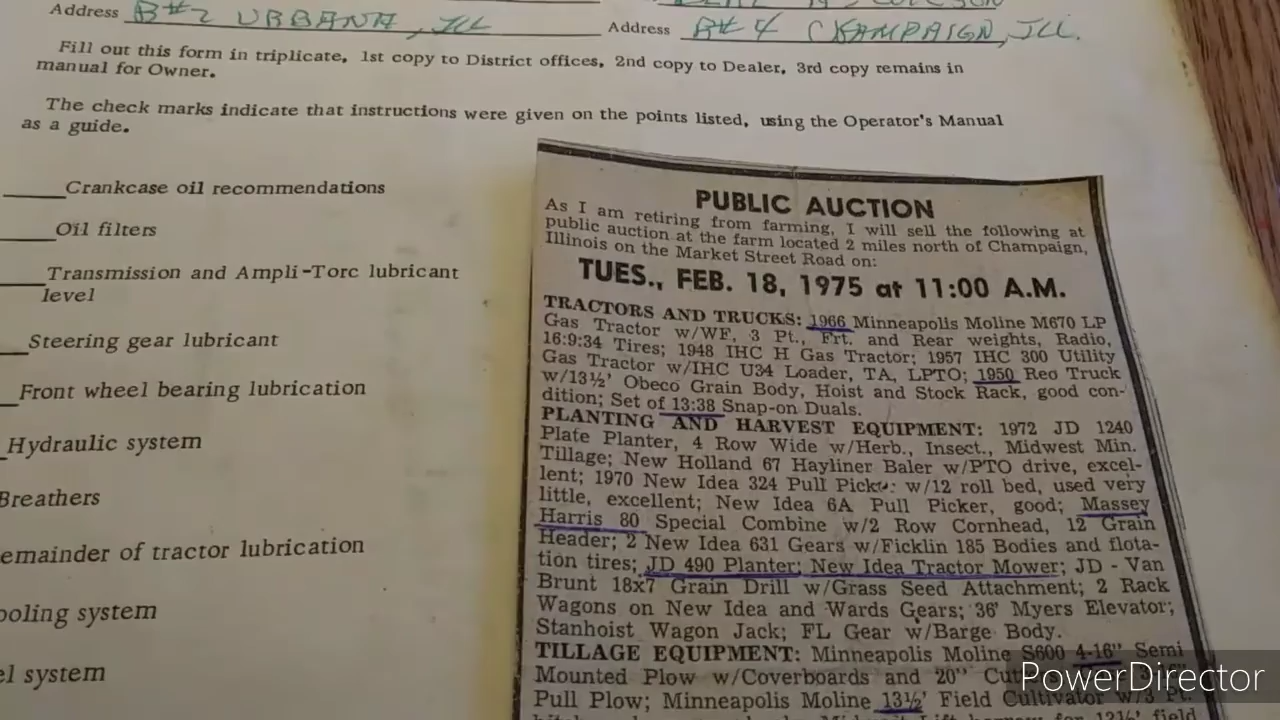 Address B#2 URBANA, ILL
Address R#4 CHAMPAIGN, ILL.
Fill out this form in triplicate, 1st copy to District offices, 2nd copy to Dealer, 3rd copy remains in
manual for Owner.
The check marks indicate that instructions were given on the points listed, using the Operator's Manual
as a guide.
Crankcase oil recommendations
Oil filters
Transmission and Ampli-Torc lubricant
level
Steering gear lubricant
Front wheel bearing lubrication
Hydraulic system
Breathers
emainder of tractor lubrication
ooling system
el system
PUBLIC AUCTION
As I am retiring from farming, I will sell the following at
public auction at the farm located 2 miles north of Champaign,
Illinois on the Market Street Road on:
TUES., FEB. 18, 1975 at 11:00 A.M.
TRACTORS AND TRUCKS: 1966 Minneapolis Moline M670 LP
Gas Tractor w/WF, 3 Pt., Frt. and Rear weights, Radio,
16:9:34 Tires; 1948 IHC H Gas Tractor; 1957 IHC 300 Utility
Gas Tractor w/IHC U34 Loader, TA, LPTO; 1950 Reo Truck
w/13½' Obeco Grain Body, Hoist and Stock Rack, good con-
dition; Set of 13:38 Snap-on Duals.
PLANTING AND HARVEST EQUIPMENT: 1972 JD 1240
Plate Planter, 4 Row Wide w/Herb., Insect., Midwest Min.
Tillage; New Holland 67 Hayliner Baler w/PTO drive, excel-
lent; 1970 New Idea 324 Pull w/12 roll bed, used very
little, excellent; New Idea 6A Pull Picker, good; Massey
Harris 80 Special Combine w/2 Row Cornhead, 12 Grain
Header; 2 New Idea 631 Gears w/Ficklin 185 Bodies and flota-
tion tires; JD 490 Planter; New Idea Tractor Mower; JD - Van
Brunt 18x7 Grain Drill w/Grass Seed Attachment; 2 Rack
Wagons on New Idea and Wards Gears; 36' Myers Elevator;
Stanhoist Wagon Jack; FL Gear w/Barge Body.
TILLAGE EQUIPMENT: Minneapolis Moline S600 4-16" Semi
Mounted Plow w/Coverboards and 20"
Pull Plow; Minneapolis Moline 13½' Field Cultivator w/3 Pt.
PowerDirector